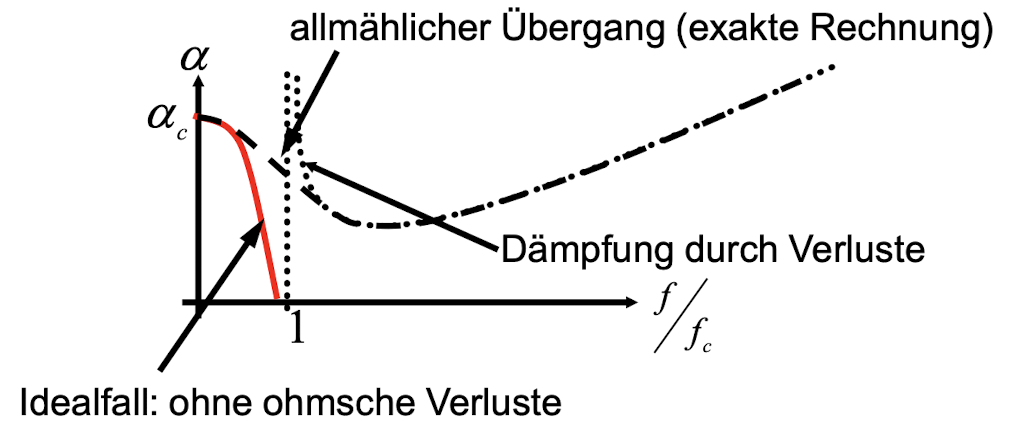 allmählicher Übergang (exakte Rechnung)
α
α_c
Dämpfung durch Verluste
1
f/f_c
Idealfall: ohne ohmsche Verluste